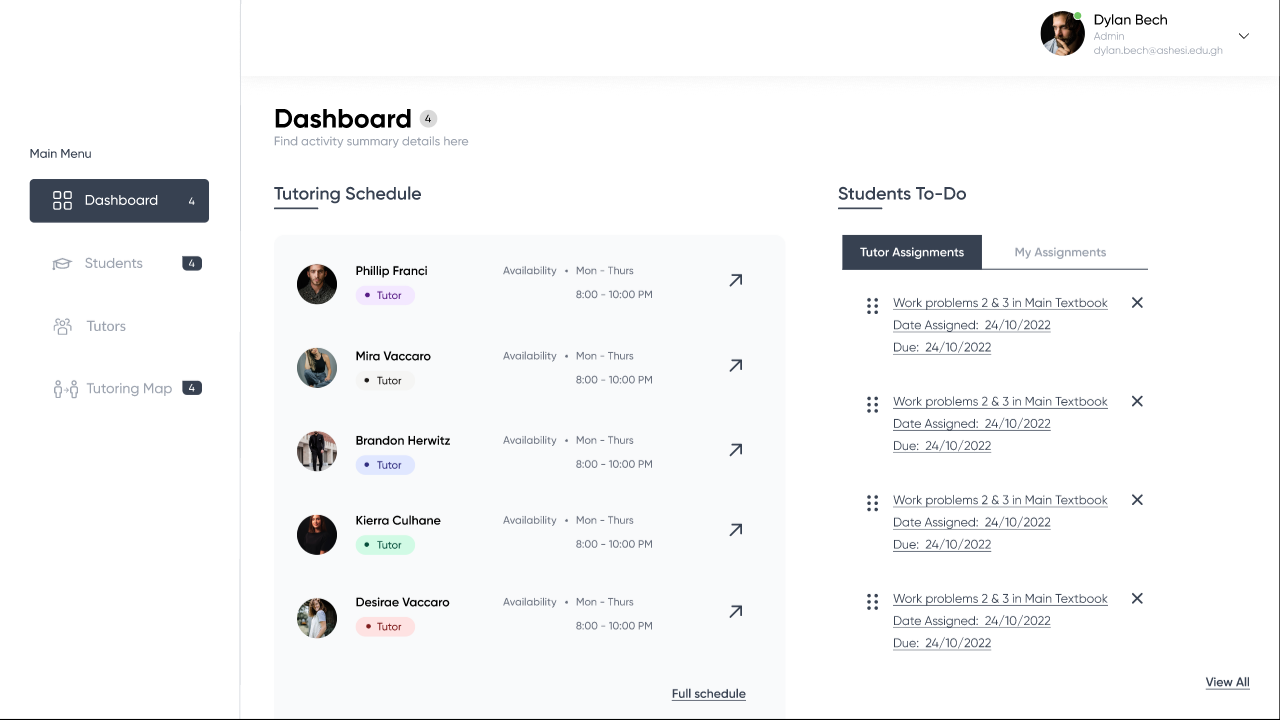 Dylan Bech
Admin
dylan.bech@ashesi.edu.gh
Main Menu
Dashboard 4
Students 4
Tutors
Tutoring Map 4
Dashboard 4
Find activity summary details here
Tutoring Schedule
Phillip Franci
Tutor
Availability • Mon - Thurs
8:00 - 10:00 PM
Mira Vaccaro
Tutor
Availability • Mon - Thurs
8:00 - 10:00 PM
Brandon Herwitz
Tutor
Availability • Mon - Thurs
8:00 - 10:00 PM
Kierra Culhane
Tutor
Availability • Mon - Thurs
8:00 - 10:00 PM
Desirae Vaccaro
Tutor
Availability • Mon - Thurs
8:00 - 10:00 PM
Full schedule
Students To-Do
Tutor Assignments My Assignments
Work problems 2 & 3 in Main Textbook
Date Assigned: 24/10/2022
Due: 24/10/2022
Work problems 2 & 3 in Main Textbook
Date Assigned: 24/10/2022
Due: 24/10/2022
Work problems 2 & 3 in Main Textbook
Date Assigned: 24/10/2022
Due: 24/10/2022
Work problems 2 & 3 in Main Textbook
Date Assigned: 24/10/2022
Due: 24/10/2022
View All